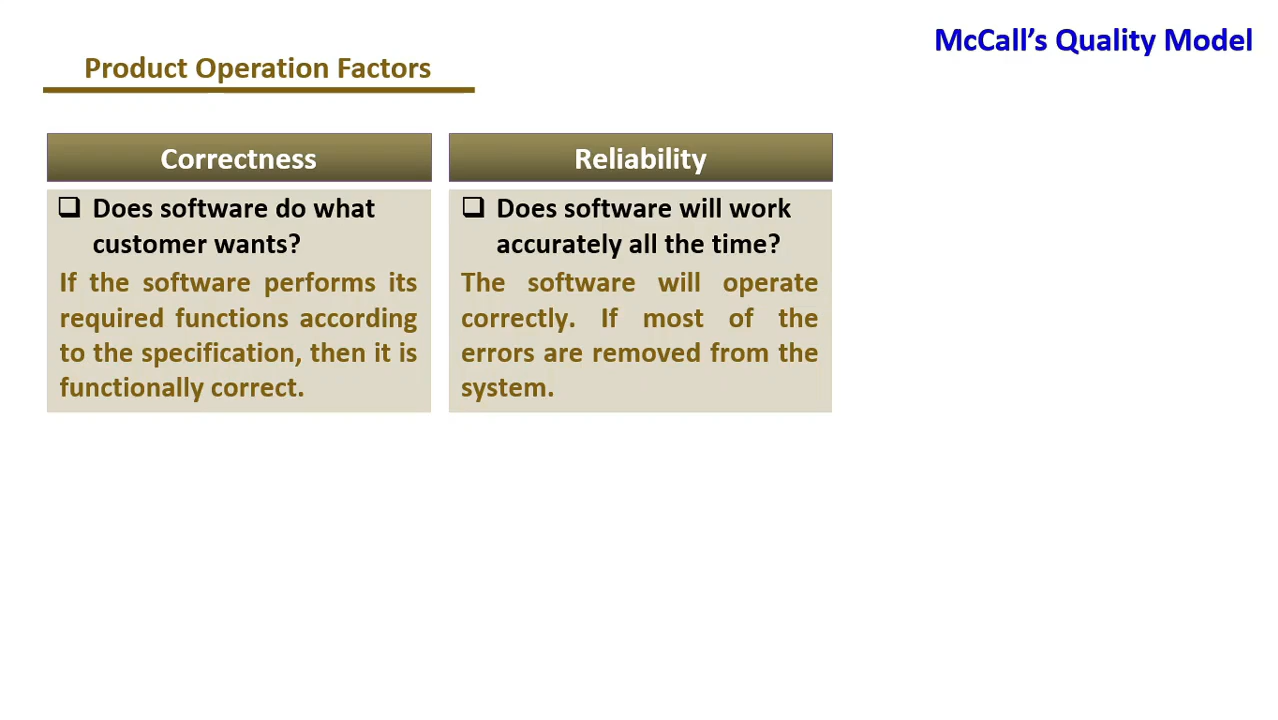 McCall’s Quality Model
Product Operation Factors
Correctness
❑ Does software do what
customer wants?
If the software performs its
required functions according
to the specification, then it is
functionally correct.
Reliability
❑ Does software will work
accurately all the time?
The software will operate
correctly. If most of the
errors are removed from the
system.